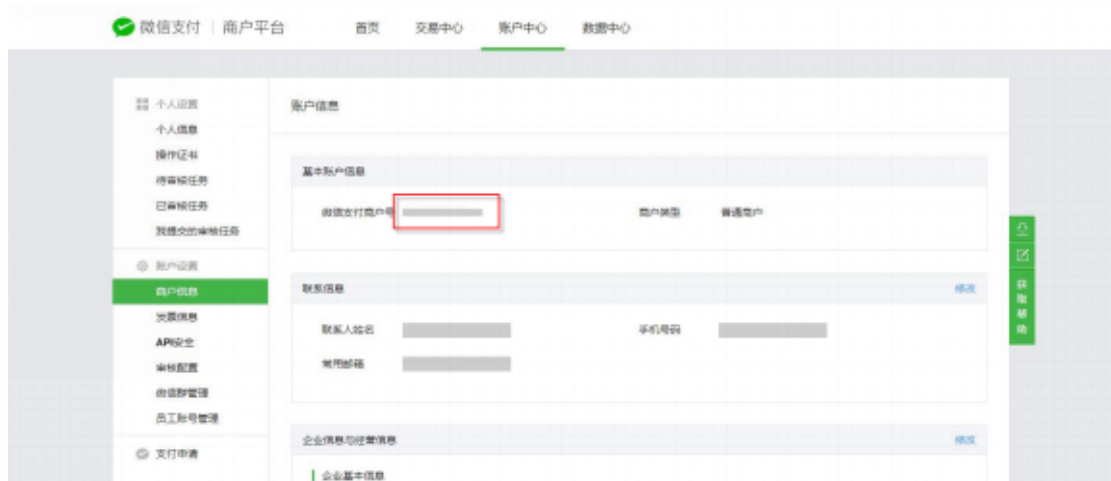 微信支付 | 商户平台 首页 交易中心 账户中心 数据中心
个人设置
个人信息
操作证书
待审核任务
已审核任务
我提交的审核任务
账户设置
商户信息
发票信息
API安全
审核配置
微信群管理
员工账号管理
支付申请
账户信息
基本账户信息
微信支付商户号 商户类型 普通商户
联系信息 修改
联系人姓名 手机号码
常用邮箱
企业信息与经营信息 修改
企业基本信息
获取帮助